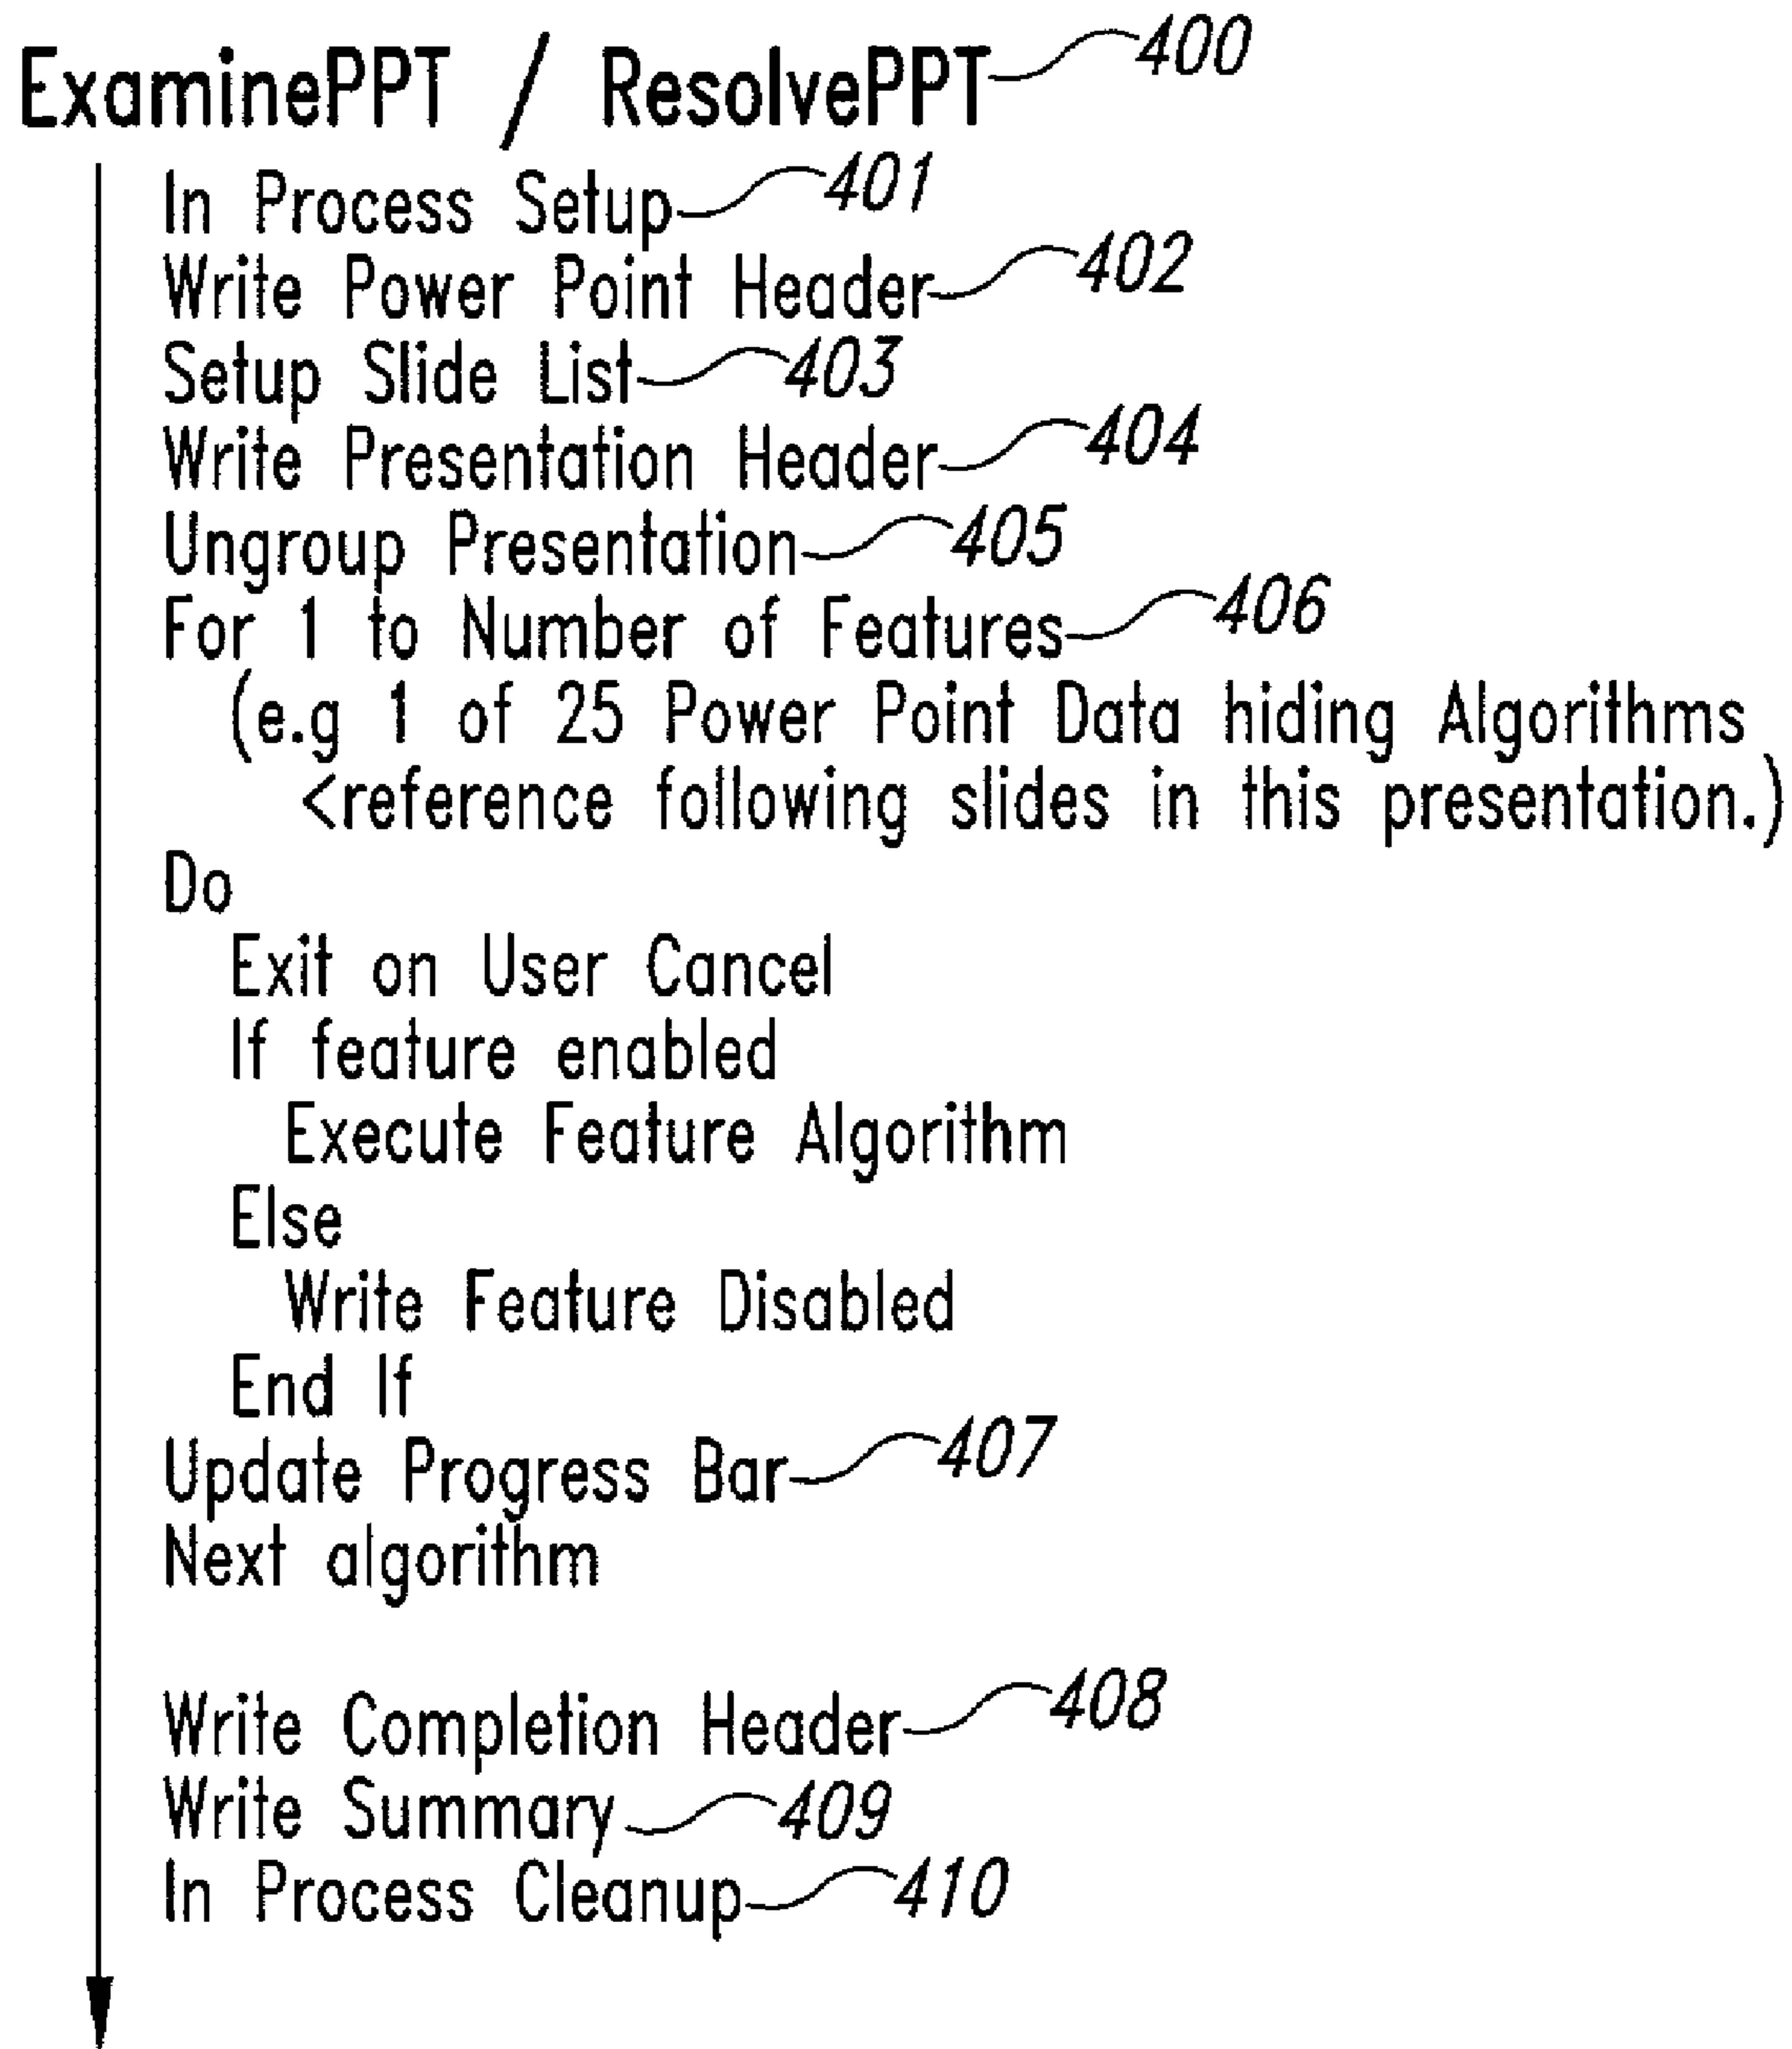 ExaminePPT / ResolvePPT 400
In Process Setup 401
Write Power Point Header 402
Setup Slide List 403
Write Presentation Header 404
Ungroup Presentation 405
For 1 to Number of Features 406
(e.g 1 of 25 Power Point Data hiding Algorithms
<reference following slides in this presentation.)
Do
Exit on User Cancel
If feature enabled
Execute Feature Algorithm
Else
Write Feature Disabled
End If
Update Progress Bar 407
Next algorithm
Write Completion Header 408
Write Summary 409
In Process Cleanup 410